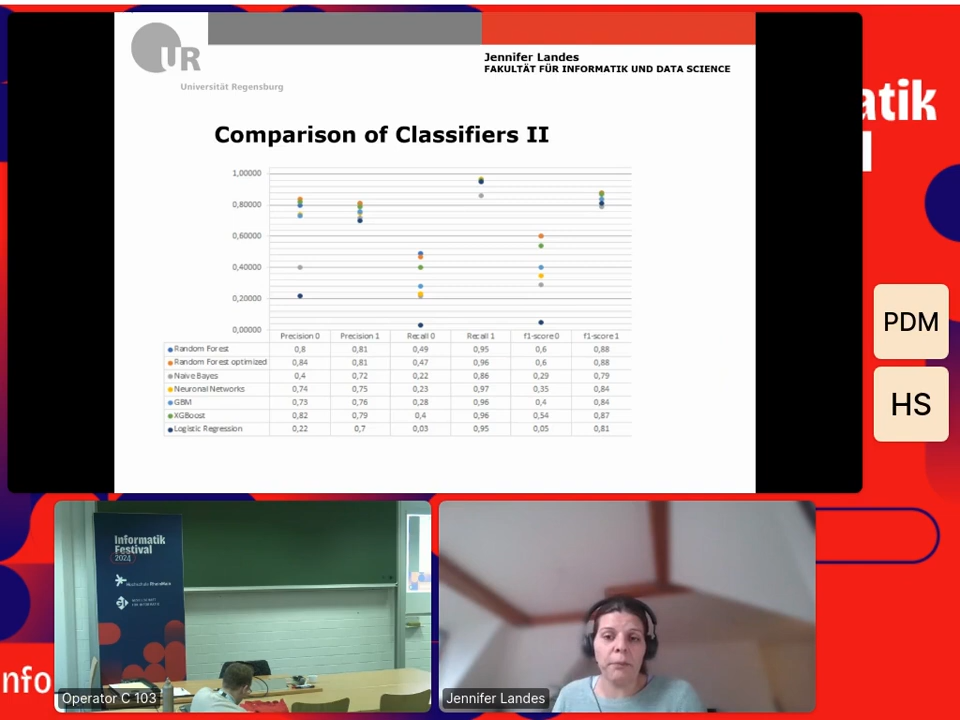 UR
Universität Regensburg
Jennifer Landes
FAKULTÄT FÜR INFORMATIK UND DATA SCIENCE
atik
Comparison of Classifiers II
1,00000
0,80000
0,60000
0,40000
0,20000
0,00000
Precision 0 Precision 1 Recall 0 Recall 1 f1-score 0 f1-score 1
Random Forest 0,8 0,81 0,49 0,95 0,6 0,88
Random Forest optimized 0,84 0,81 0,47 0,96 0,6 0,88
Naive Bayes 0,4 0,72 0,22 0,86 0,29 0,79
Neuronal Networks 0,74 0,75 0,23 0,97 0,35 0,84
GBM 0,73 0,76 0,28 0,96 0,4 0,84
XGBoost 0,82 0,79 0,4 0,96 0,54 0,87
Logistic Regression 0,22 0,7 0,03 0,95 0,05 0,81
PDM
HS
Informatik
Festival
2024
Hochschule RheinMain
nfo
Operator C 103
Jennifer Landes